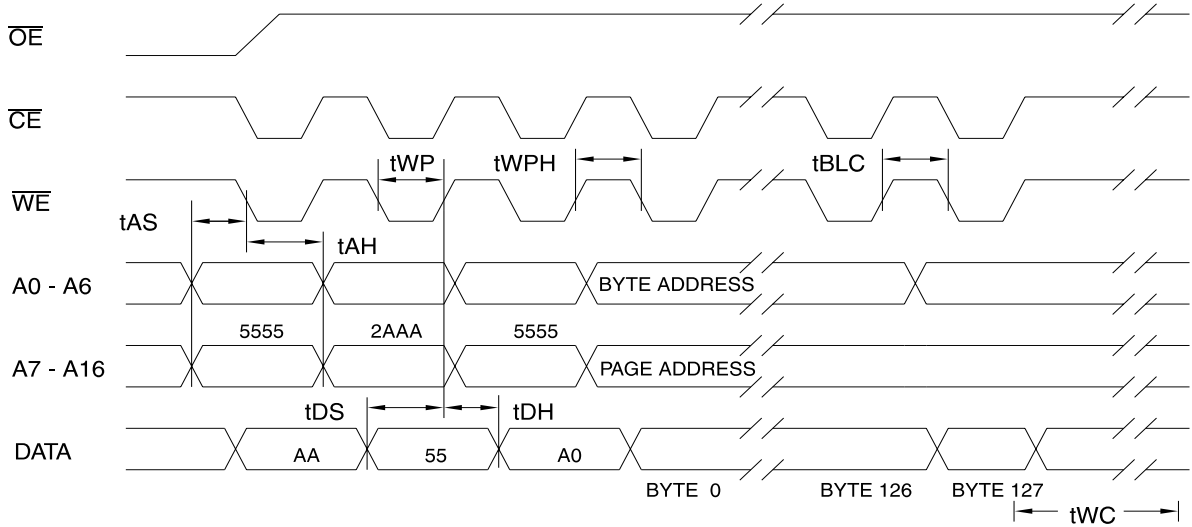 OE
CE
tWP tWPH tBLC
WE
tAS
tAH
A0 - A6 BYTE ADDRESS
5555 2AAA 5555
A7 - A16 PAGE ADDRESS
tDS tDH
DATA AA 55 A0
BYTE 0 BYTE 126 BYTE 127
tWC